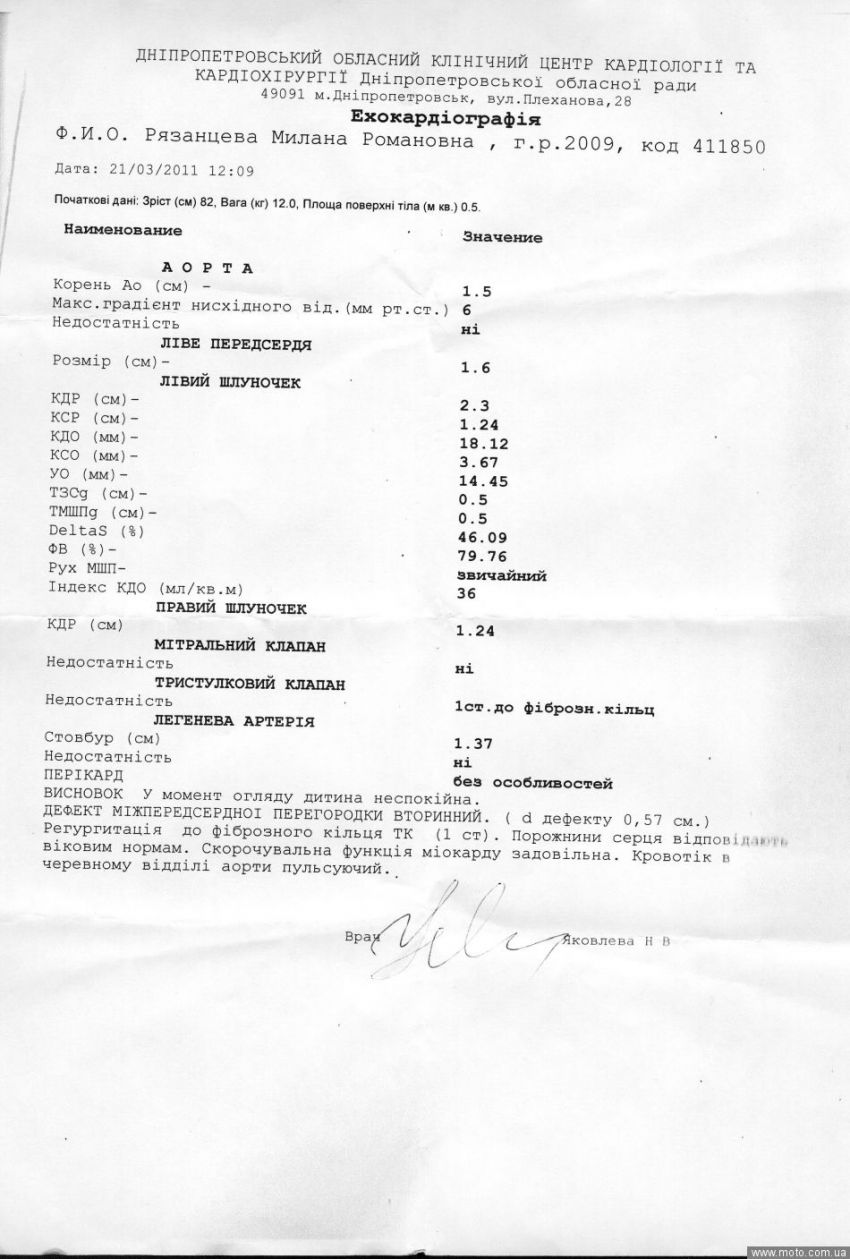 ДНІПРОПЕТРОВСЬКИЙ ОБЛАСНИЙ КЛІНІЧНИЙ ЦЕНТР КАРДІОЛОГІЇ ТА
КАРДІОХІРУРГІЇ Дніпропетровської обласної ради
49091 м.Дніпропетровськ, вул.Плеханова,28
Ехокардіографія
Ф.И.О. Рязанцева Милана Романовна , г.р.2009, код 411850
Дата: 21/03/2011 12:09
Початкові дані: Зріст (см) 82, Вага (кг) 12.0, Площа поверхні тіла (м кв.) 0.5.
Наименование Значение
А О Р Т А
Корень Ао (см) - 1.5
Макс.градієнт нисхідного від.(мм рт.ст.) 6
Недостатність ні
ЛІВЕ ПЕРЕДСЕРДЯ
Розмір (см)- 1.6
ЛІВИЙ ШЛУНОЧЕК
КДР (см)- 2.3
КСР (см)- 1.24
КДО (мм)- 18.12
КСО (мм)- 3.67
УО (мм)- 14.45
ТЗСg (см)- 0.5
ТМШПg (см)- 0.5
DeltaS (%) 46.09
ФВ (%)- 79.76
Рух МШП- звичайний
Індекс КДО (мл/кв.м) 36
ПРАВИЙ ШЛУНОЧЕК
КДР (см) 1.24
МІТРАЛЬНИЙ КЛАПАН
Недостатність ні
ТРИСТУЛКОВИЙ КЛАПАН
Недостатність 1ст.до фіброзн.кільц
ЛЕГЕНЕВА АРТЕРІЯ
Стовбур (см) 1.37
Недостатність ні
ПЕРІКАРД без особливостей
ВИСНОВОК У момент огляду дитина неспокійна.
ДЕФЕКТ МІЖПЕРЕДСЕРДНОІ ПЕРЕГОРОДКИ ВТОРИННИЙ. ( d дефекту 0,57 см.)
Регургитація до фіброзного кільця ТК (1 ст). Порожнини серця відповідають
віковим нормам. Скорочувальна функція міокарду задовільна. Кровотік в
черевному відділі аорти пульсуючий.
Врач Яковлева Н В
www.moto.com.ua